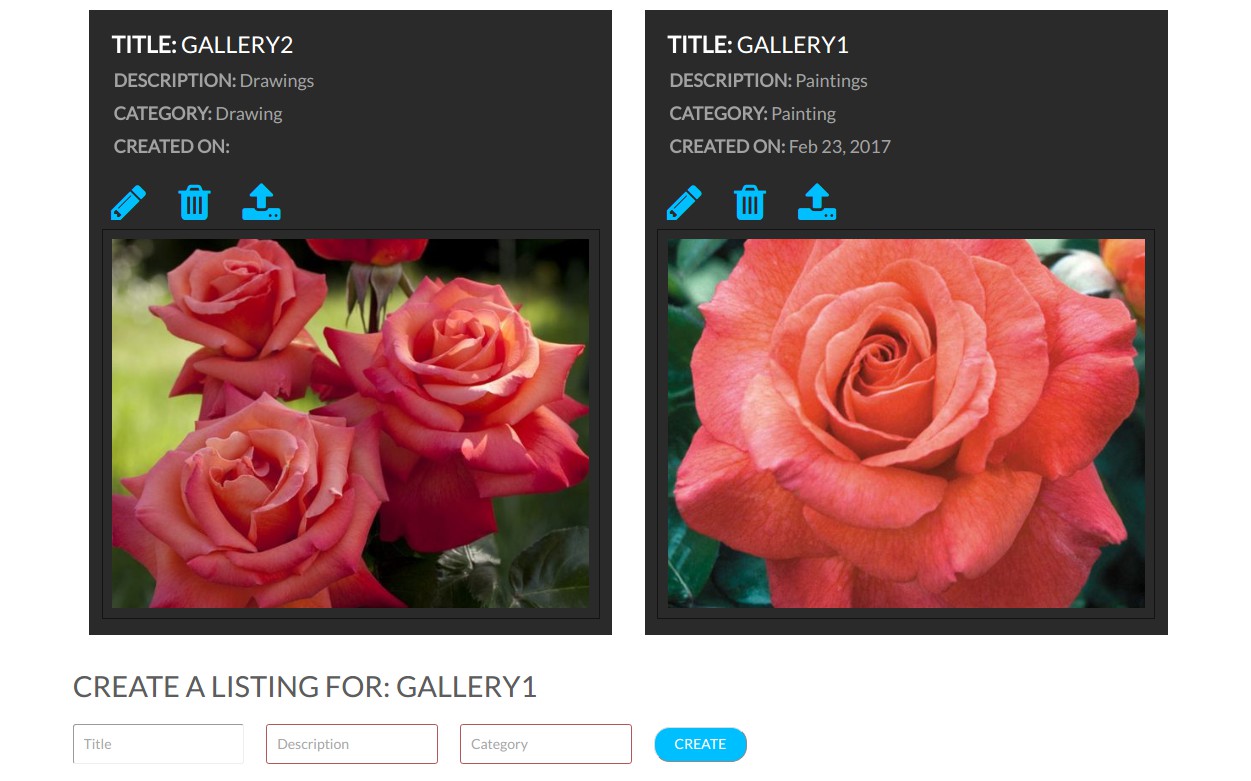 TITLE: GALLERY2
DESCRIPTION: Drawings
CATEGORY: Drawing
CREATED ON:
TITLE: GALLERY1
DESCRIPTION: Paintings
CATEGORY: Painting
CREATED ON: Feb 23, 2017
CREATE A LISTING FOR: GALLERY1
Title Description Category CREATE